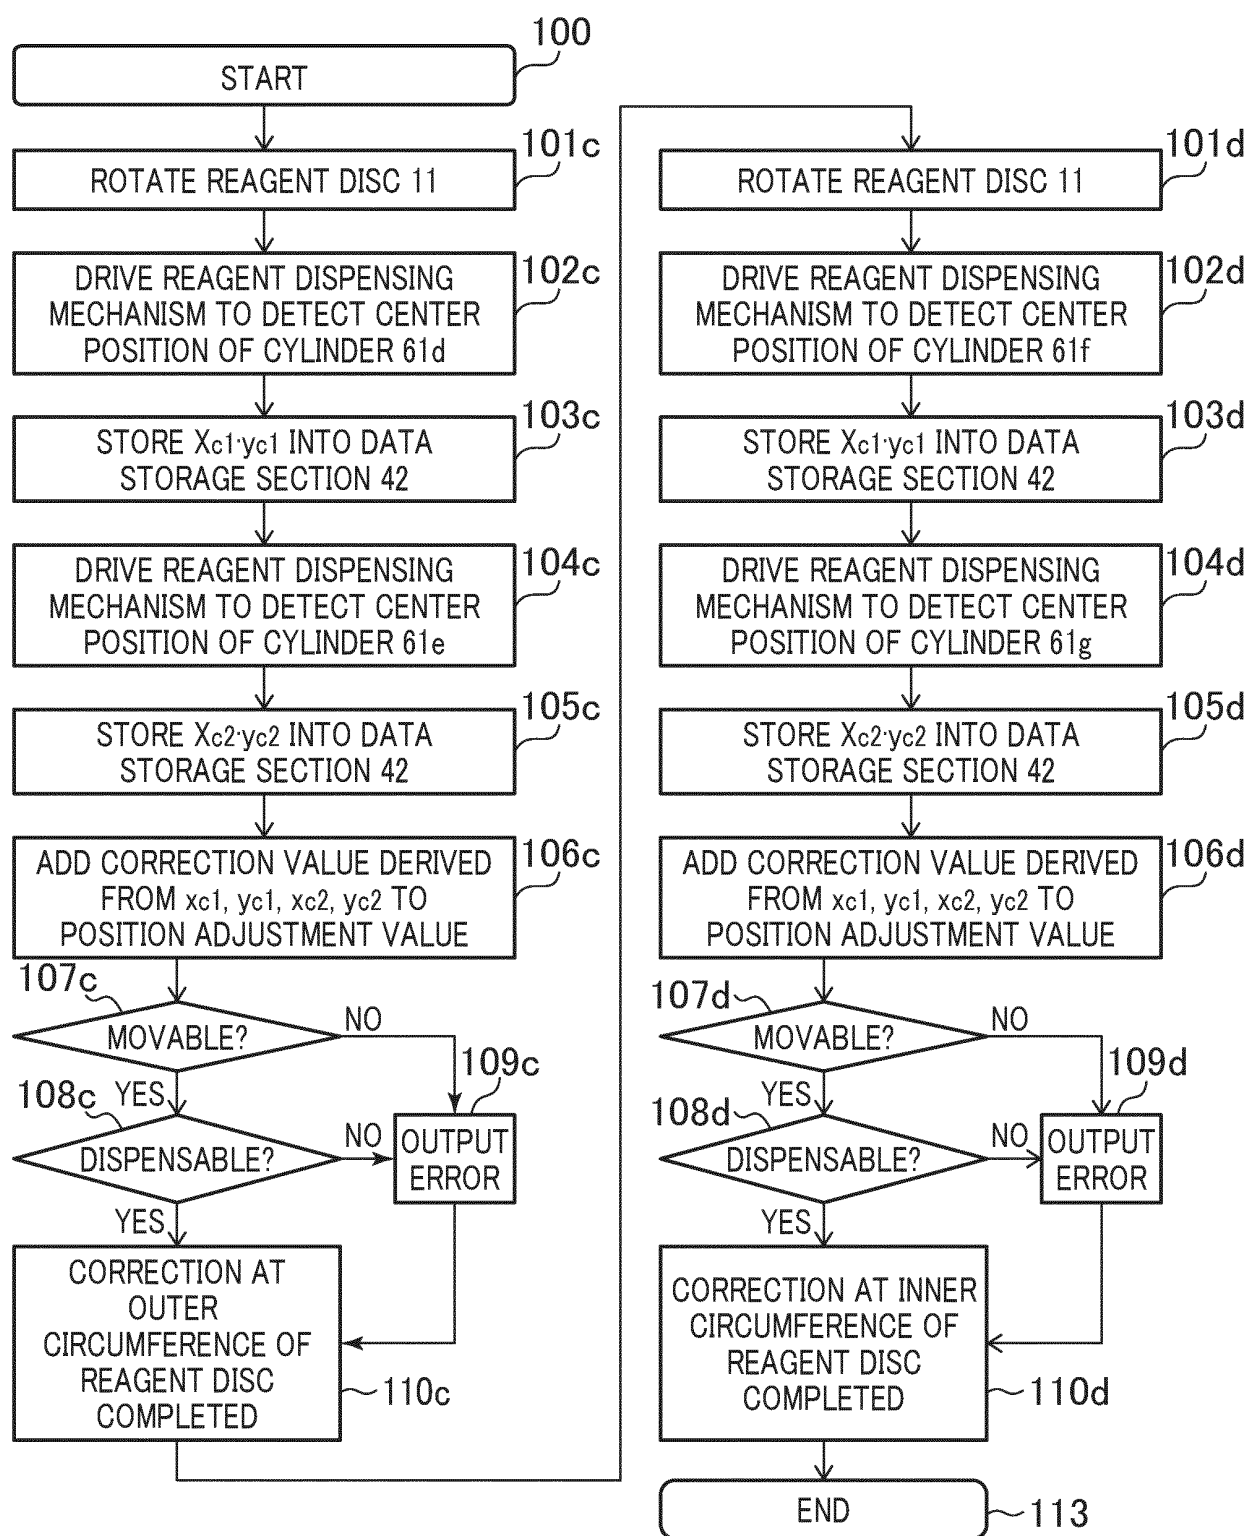 100
START
101c
ROTATE REAGENT DISC 11
102c
DRIVE REAGENT DISPENSING
MECHANISM TO DETECT CENTER
POSITION OF CYLINDER 61d
103c
STORE Xc1·yc1 INTO DATA
STORAGE SECTION 42
104c
DRIVE REAGENT DISPENSING
MECHANISM TO DETECT CENTER
POSITION OF CYLINDER 61e
105c
STORE Xc2·yc2 INTO DATA
STORAGE SECTION 42
106c
ADD CORRECTION VALUE DERIVED
FROM xc1, yc1, xc2, yc2 TO
POSITION ADJUSTMENT VALUE
107c
MOVABLE?
NO
YES
109c
108c
DISPENSABLE?
NO
OUTPUT
ERROR
YES
CORRECTION AT
OUTER
CIRCUMFERENCE OF
REAGENT DISC
COMPLETED
110c
101d
ROTATE REAGENT DISC 11
102d
DRIVE REAGENT DISPENSING
MECHANISM TO DETECT CENTER
POSITION OF CYLINDER 61f
103d
STORE Xc1·yc1 INTO DATA
STORAGE SECTION 42
104d
DRIVE REAGENT DISPENSING
MECHANISM TO DETECT CENTER
POSITION OF CYLINDER 61g
105d
STORE Xc2·yc2 INTO DATA
STORAGE SECTION 42
106d
ADD CORRECTION VALUE DERIVED
FROM xc1, yc1, xc2, yc2 TO
POSITION ADJUSTMENT VALUE
107d
MOVABLE?
NO
YES
109d
108d
DISPENSABLE?
NO
OUTPUT
ERROR
YES
CORRECTION AT INNER
CIRCUMFERENCE OF
REAGENT DISC
COMPLETED
110d
END
113